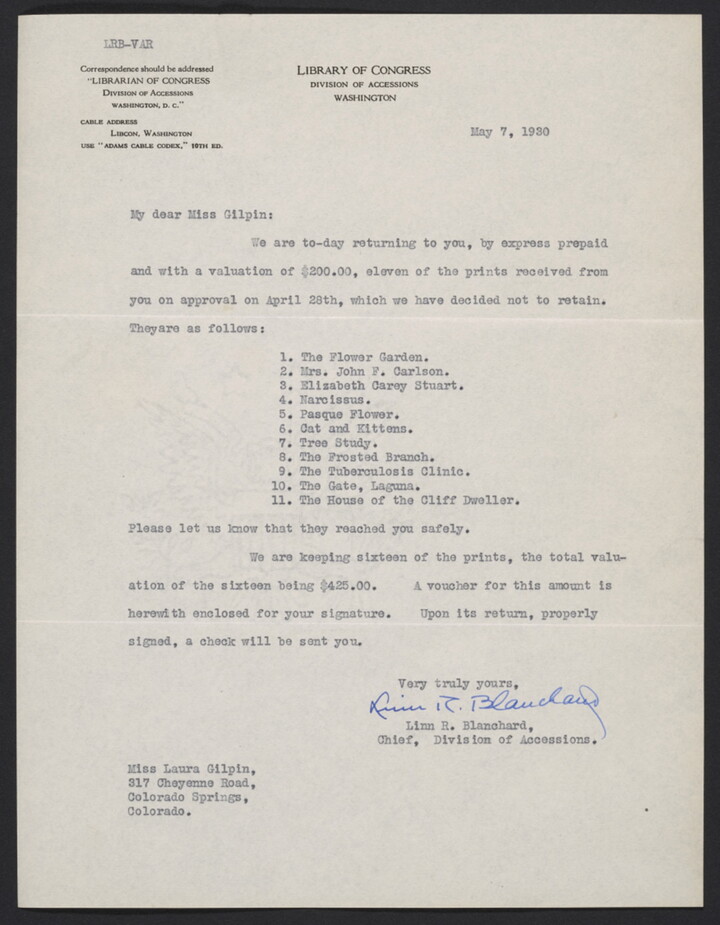 LRB-VAR
Correspondence should be addressed
"LIBRARIAN OF CONGRESS
DIVISION OF ACCESSIONS
WASHINGTON, D. C."
CABLE ADDRESS
LIBCON, WASHINGTON
USE "ADAMS CABLE CODEX," 10TH ED.
LIBRARY OF CONGRESS
DIVISION OF ACCESSIONS
WASHINGTON
May 7, 1930
My dear Miss Gilpin:
We are to-day returning to you, by express prepaid
and with a valuation of $200.00, eleven of the prints received from
you on approval on April 28th, which we have decided not to retain.
Theyare as follows:
1. The Flower Garden.
2. Mrs. John F. Carlson.
3. Elizabeth Carey Stuart.
4. Narcissus.
5. Pasque Flower.
6. Cat and Kittens.
7. Tree Study.
8. The Frosted Branch.
9. The Tuberculosis Clinic.
10. The Gate, Laguna.
11. The House of the Cliff Dweller.
Please let us know that they reached you safely.
We are keeping sixteen of the prints, the total valu-
ation of the sixteen being $425.00. A voucher for this amount is
herewith enclosed for your signature. Upon its return, properly
signed, a check will be sent you.
Very truly yours,
Linn R. Blanchard
Linn R. Blanchard,
Chief, Division of Accessions.
Miss Laura Gilpin,
317 Cheyenne Road,
Colorado Springs,
Colorado.